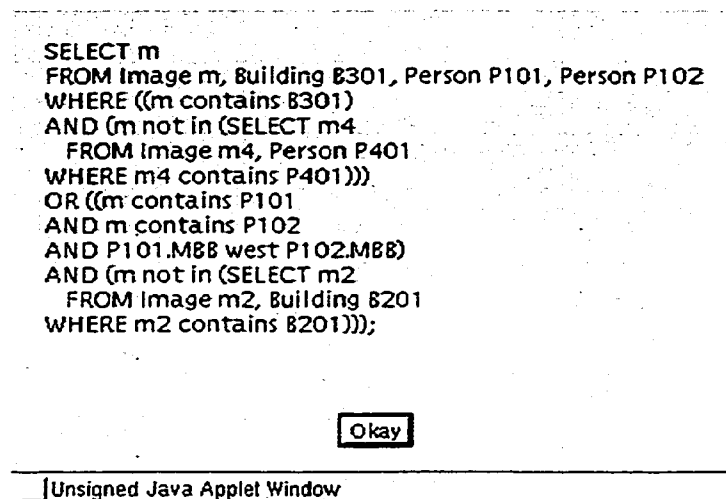 SELECT m
FROM Image m, Building B301, Person P101, Person P102
WHERE ((m contains B301)
AND (m not in (SELECT m4
FROM Image m4, Person P401
WHERE m4 contains P401)))
OR ((m contains P101
AND m contains P102
AND P101.MBB west P102.MBB)
AND (m not in (SELECT m2
FROM Image m2, Building B201
WHERE m2 contains B201)));
Okay
Unsigned Java Applet Window